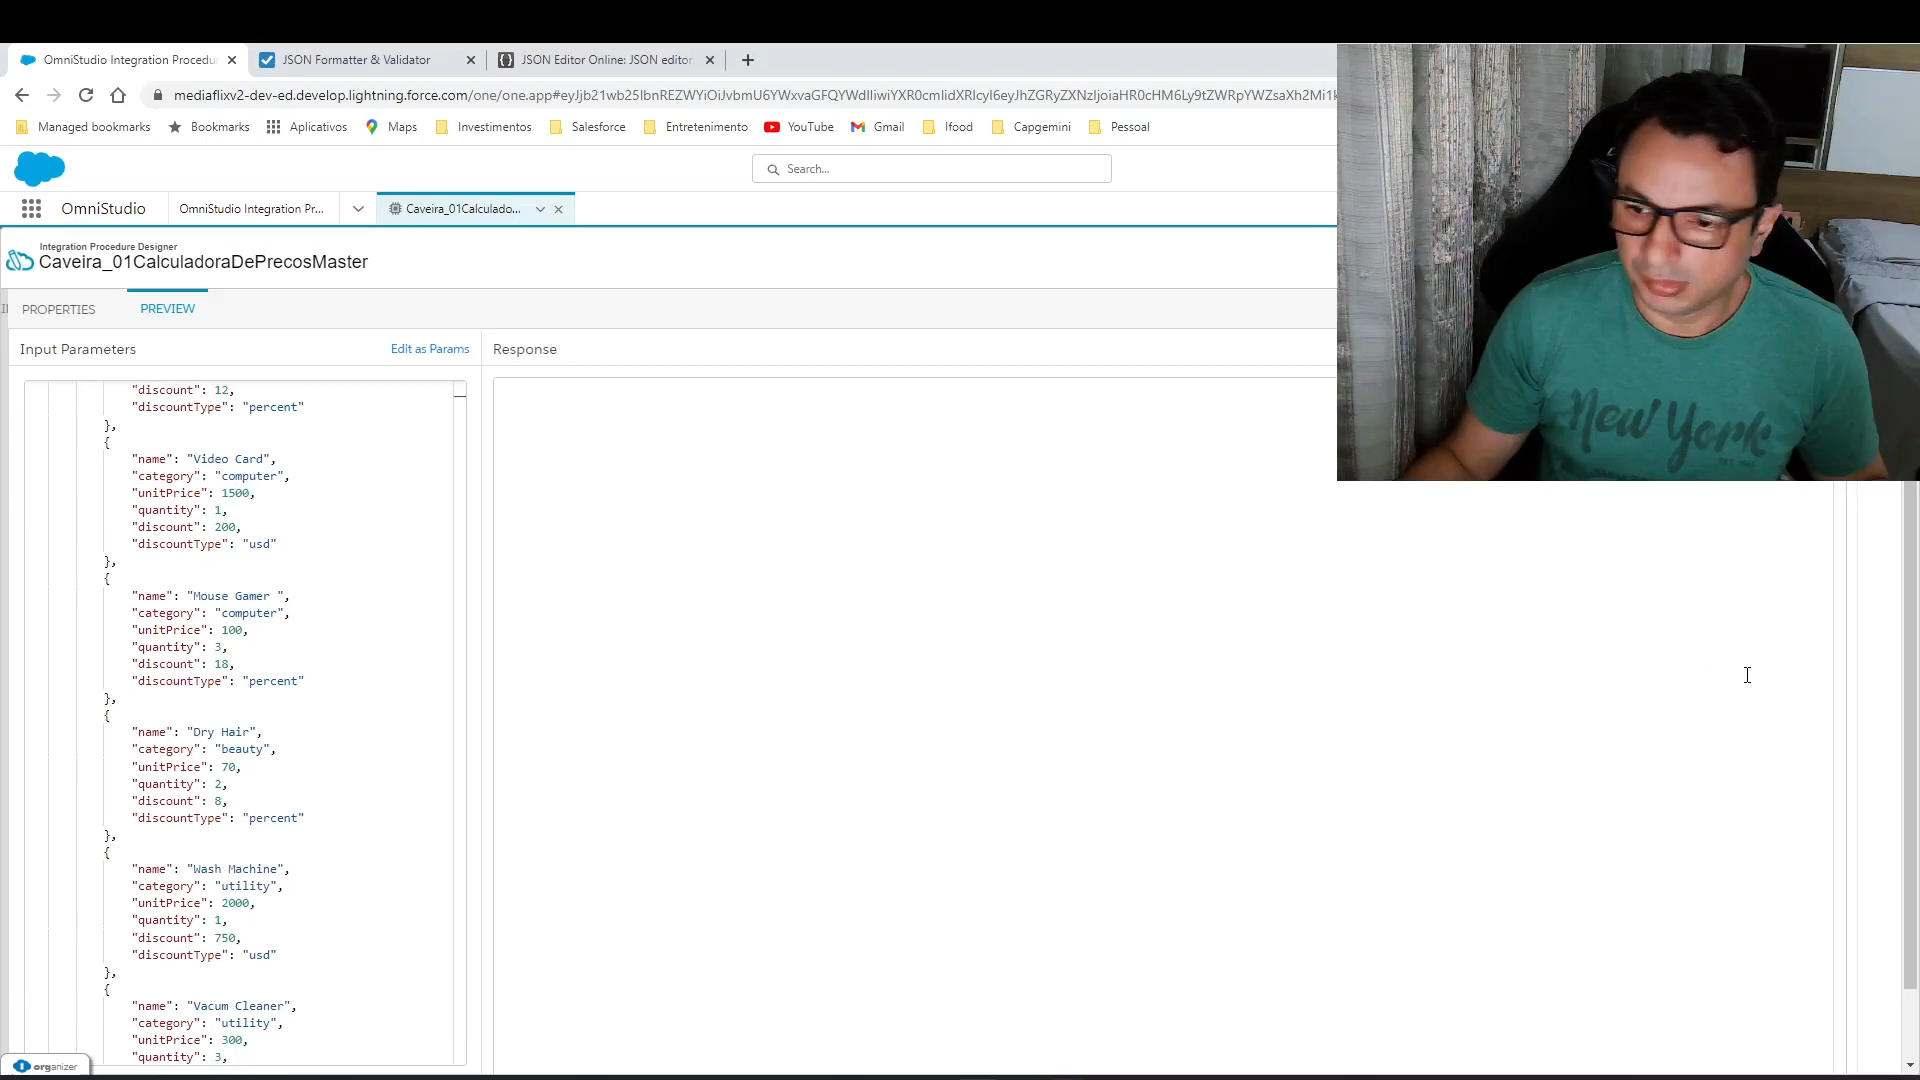 OmniStudio Integration Procedu
JSON Formatter & Validator
JSON Editor Online: JSON editor
mediaflixv2-dev-ed.develop.lightning.force.com
Managed bookmarks
Bookmarks
Aplicativos
Maps
Investimentos
Salesforce
Entretenimento
YouTube
Gmail
Ifood
Capgemini
Pessoal
Search...
OmniStudio
OmniStudio Integration Pr...
Caveira_01Calculado...
Integration Procedure Designer
Caveira_01CalculadoraDePrecosMaster
PROPERTIES
PREVIEW
Input Parameters
Edit as Params
Response
"discount": 12,
"discountType": "percent"
},
{
"name": "Video Card",
"category": "computer",
"unitPrice": 1500,
"quantity": 1,
"discount": 200,
"discountType": "usd"
},
{
"name": "Mouse Gamer ",
"category": "computer",
"unitPrice": 100,
"quantity": 3,
"discount": 18,
"discountType": "percent"
},
{
"name": "Dry Hair",
"category": "beauty",
"unitPrice": 70,
"quantity": 2,
"discount": 8,
"discountType": "percent"
},
{
"name": "Wash Machine",
"category": "utility",
"unitPrice": 2000,
"quantity": 1,
"discount": 750,
"discountType": "usd"
},
{
"name": "Vacum Cleaner",
"category": "utility",
"unitPrice": 300,
"quantity": 3,
organizer
New York